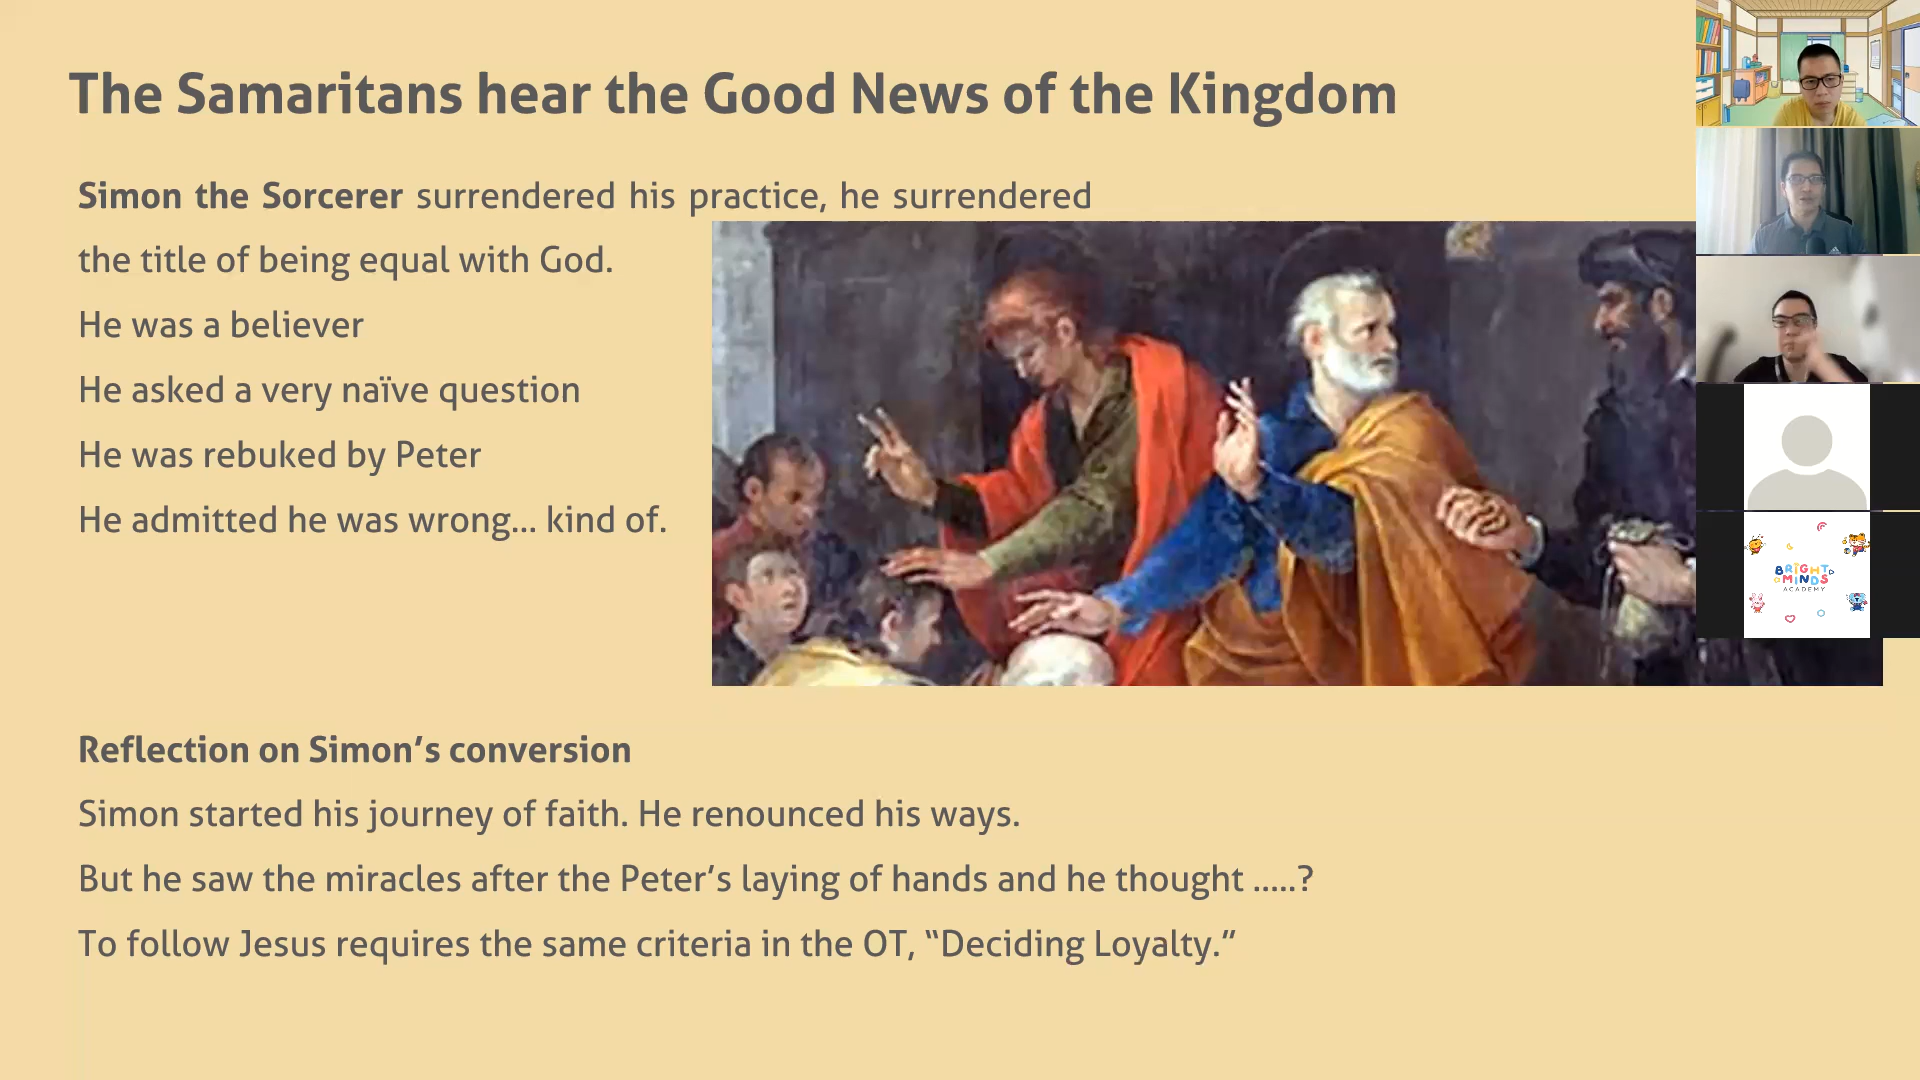 The Samaritans hear the Good News of the Kingdom
Simon the Sorcerer surrendered his practice, he surrendered
the title of being equal with God.
He was a believer
He asked a very naïve question
He was rebuked by Peter
He admitted he was wrong... kind of.
Reflection on Simon’s conversion
Simon started his journey of faith. He renounced his ways.
But he saw the miracles after the Peter’s laying of hands and he thought .....?
To follow Jesus requires the same criteria in the OT, “Deciding Loyalty.”
BRIGHT
MINDS
ACADEMY